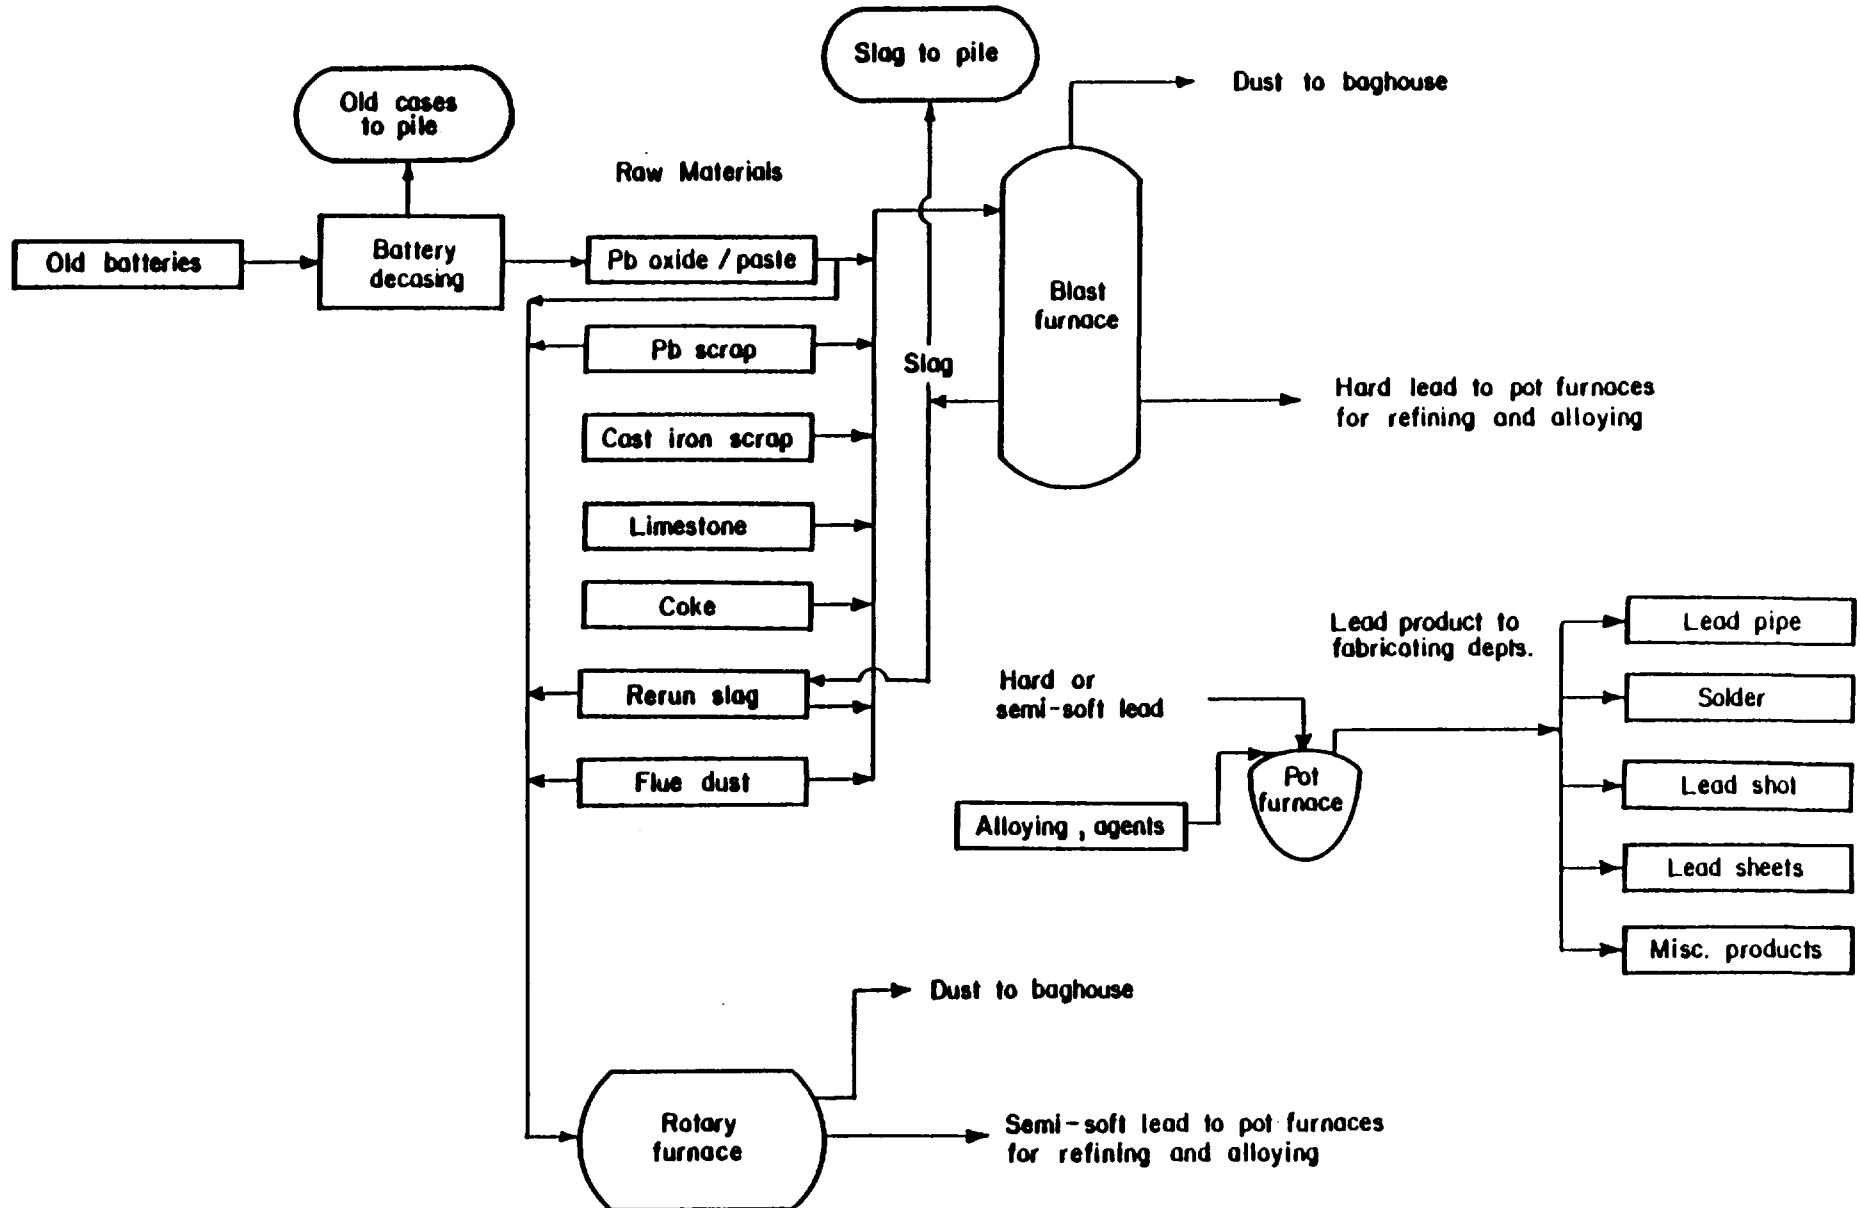 Slag to pile
Old cases
to pile
Dust to baghouse
Raw Materials
Old batteries
Battery
decasing
Pb oxide / paste
Blast
furnace
Pb scrap
Slag
Hard lead to pot furnaces
for refining and alloying
Cast iron scrap
Limestone
Coke
Rerun slag
Flue dust
Hard or
semi-soft lead
Lead product to
fabricating depts.
Alloying , agents
Pot
furnace
Lead pipe
Solder
Lead shot
Lead sheets
Misc. products
Dust to baghouse
Rotary
furnace
Semi-soft lead to pot furnaces
for refining and alloying